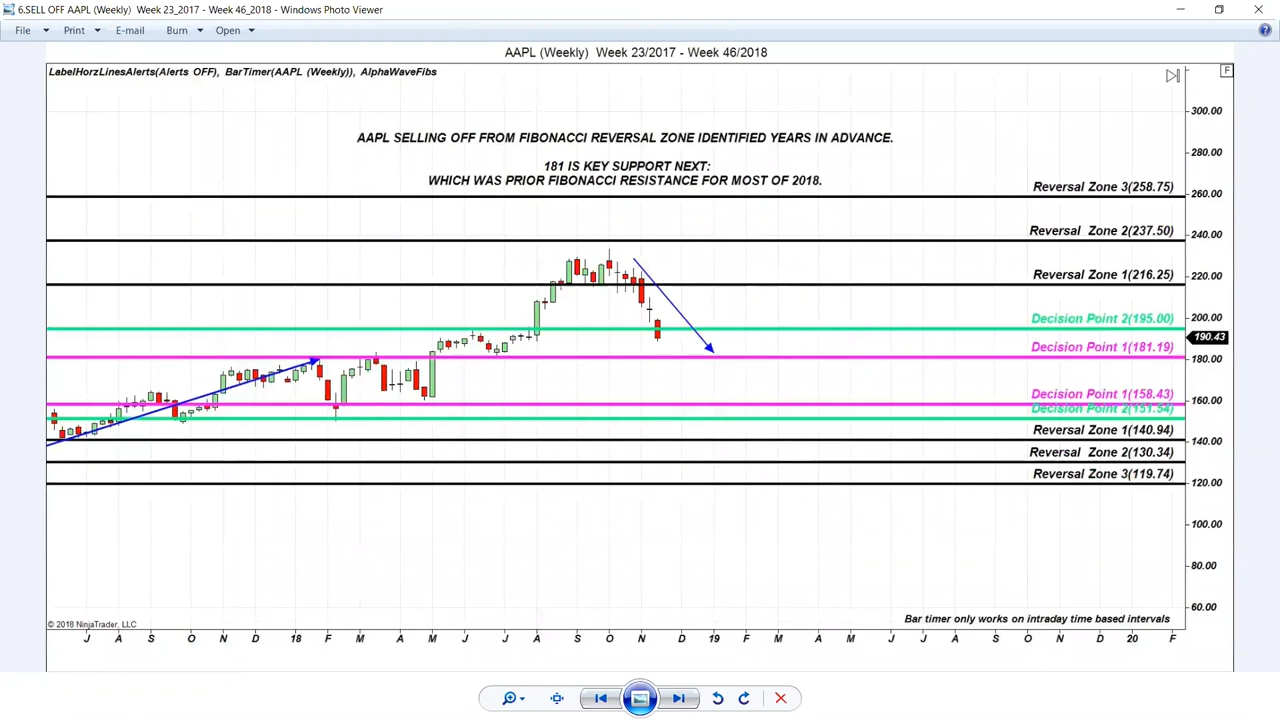 6.SELL OFF AAPL (Weekly)  Week 23_2017 - Week 46_2018 - Windows Photo Viewer
File Print E-mail Burn Open
AAPL (Weekly)  Week 23/2017 - Week 46/2018
LabelHorzLinesAlerts(Alerts OFF), BarTimer(AAPL (Weekly)), AlphaWaveFibs
F
300.00
AAPL SELLING OFF FROM FIBONACCI REVERSAL ZONE IDENTIFIED YEARS IN ADVANCE.
280.00
181 IS KEY SUPPORT NEXT:
WHICH WAS PRIOR FIBONACCI RESISTANCE FOR MOST OF 2018.
Reversal Zone 3(258.75)
260.00
Reversal Zone 2(237.50)
240.00
Reversal Zone 1(216.25)
220.00
Decision Point 2(195.00)
200.00
190.43
Decision Point 1(181.19)
180.00
Decision Point 1(158.43)
160.00
Decision Point 2(151.54)
Reversal Zone 1(140.94)
140.00
Reversal Zone 2(130.34)
Reversal Zone 3(119.74)
120.00
100.00
80.00
60.00
Bar timer only works on intraday time based intervals
© 2018 NinjaTrader, LLC
J A S O N D 18 F M A M J J A S O N D 19 F M A M J J A S O N D 20 F